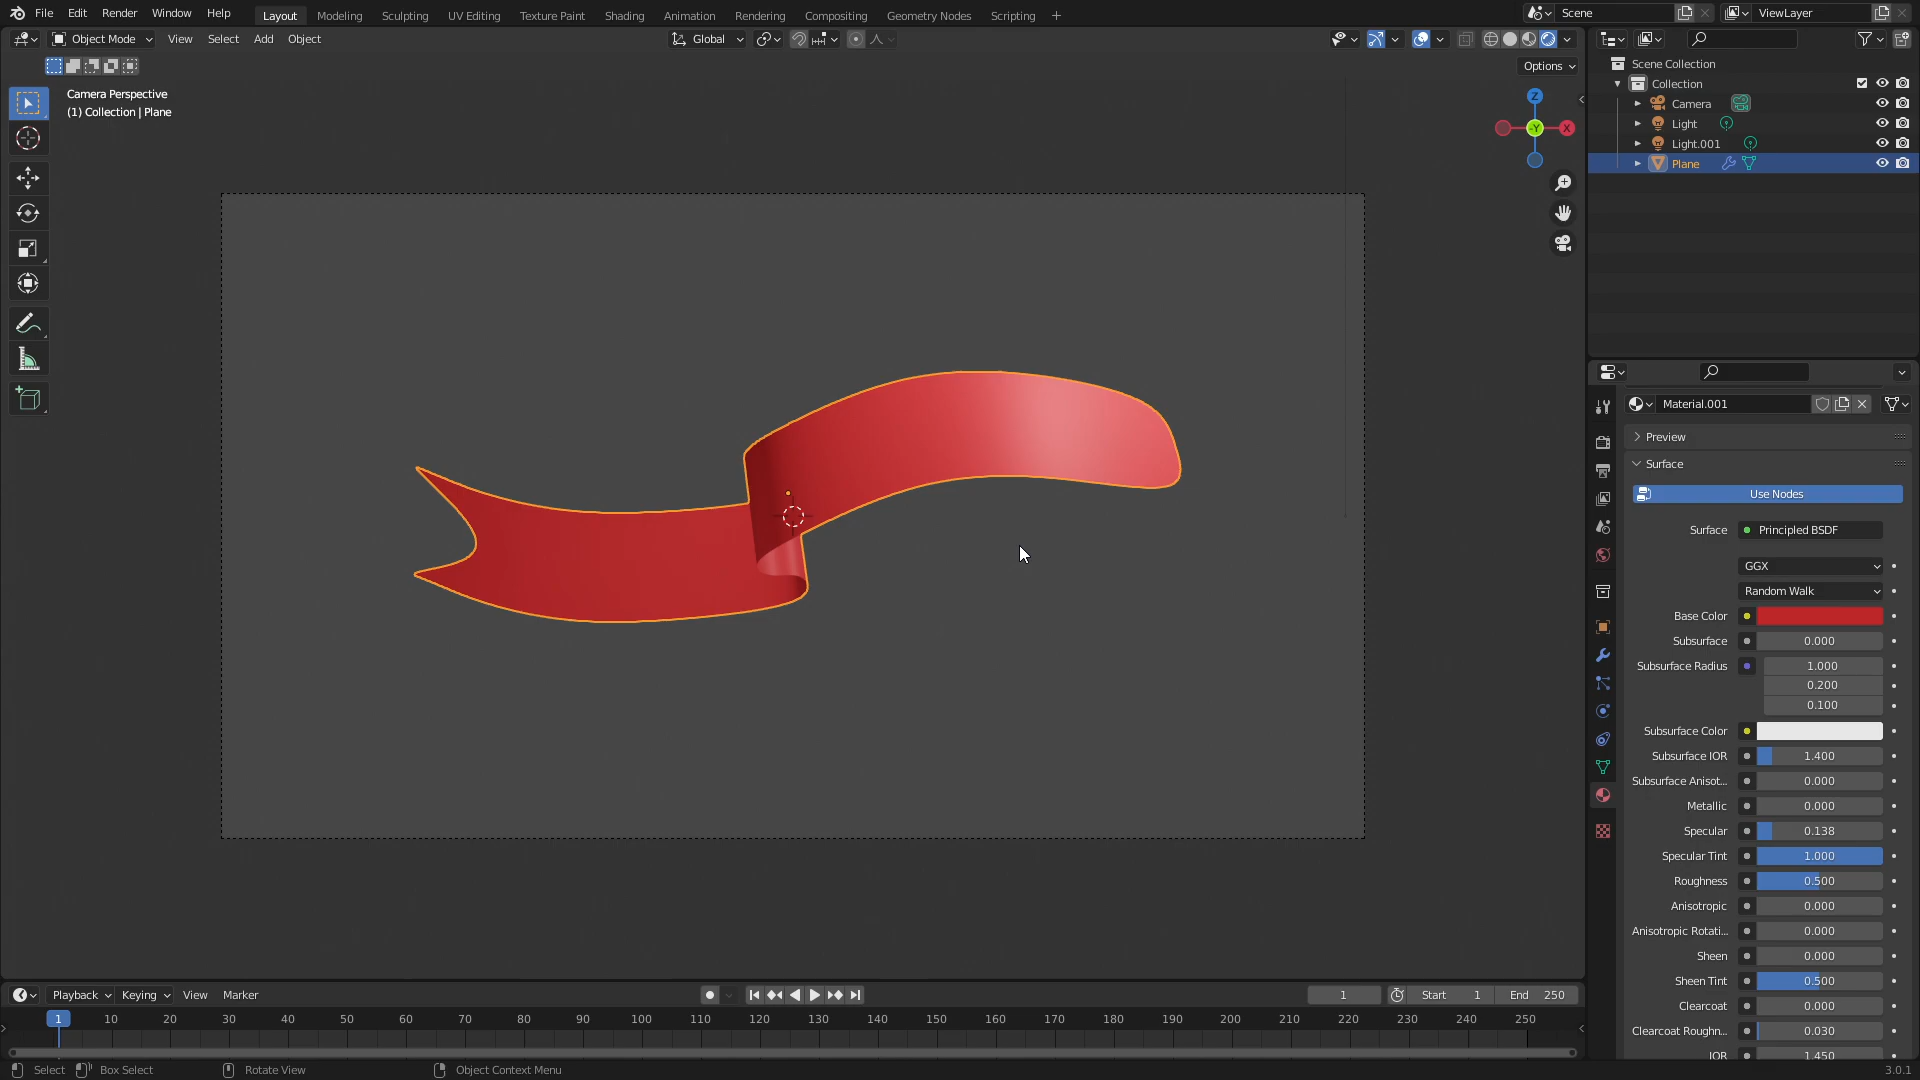 File Edit Render Window Help Layout Modeling Sculpting UV Editing Texture Paint Shading Animation Rendering Compositing Geometry Nodes Scripting + Scene ViewLayer
Object Mode View Select Add Object Global
Options
Camera Perspective
(1) Collection | Plane
Z
Y
X
Scene Collection
Collection
Camera
Light
Light.001
Plane
Material.001
Preview
Surface
Use Nodes
Surface Principled BSDF
GGX
Random Walk
Base Color
Subsurface 0.000
Subsurface Radius 1.000
0.200
0.100
Subsurface Color
Subsurface IOR 1.400
Subsurface Anisot... 0.000
Metallic 0.000
Specular 0.138
Specular Tint 1.000
Roughness 0.500
Anisotropic 0.000
Anisotropic Rotati... 0.000
Sheen 0.000
Sheen Tint 0.500
Clearcoat 0.000
Clearcoat Roughn... 0.030
IOR 1.450
Playback Keying View Marker 1 Start 1 End 250
1 10 20 30 40 50 60 70 80 90 100 110 120 130 140 150 160 170 180 190 200 210 220 230 240 250
Select Box Select Rotate View Object Context Menu 3.0.1